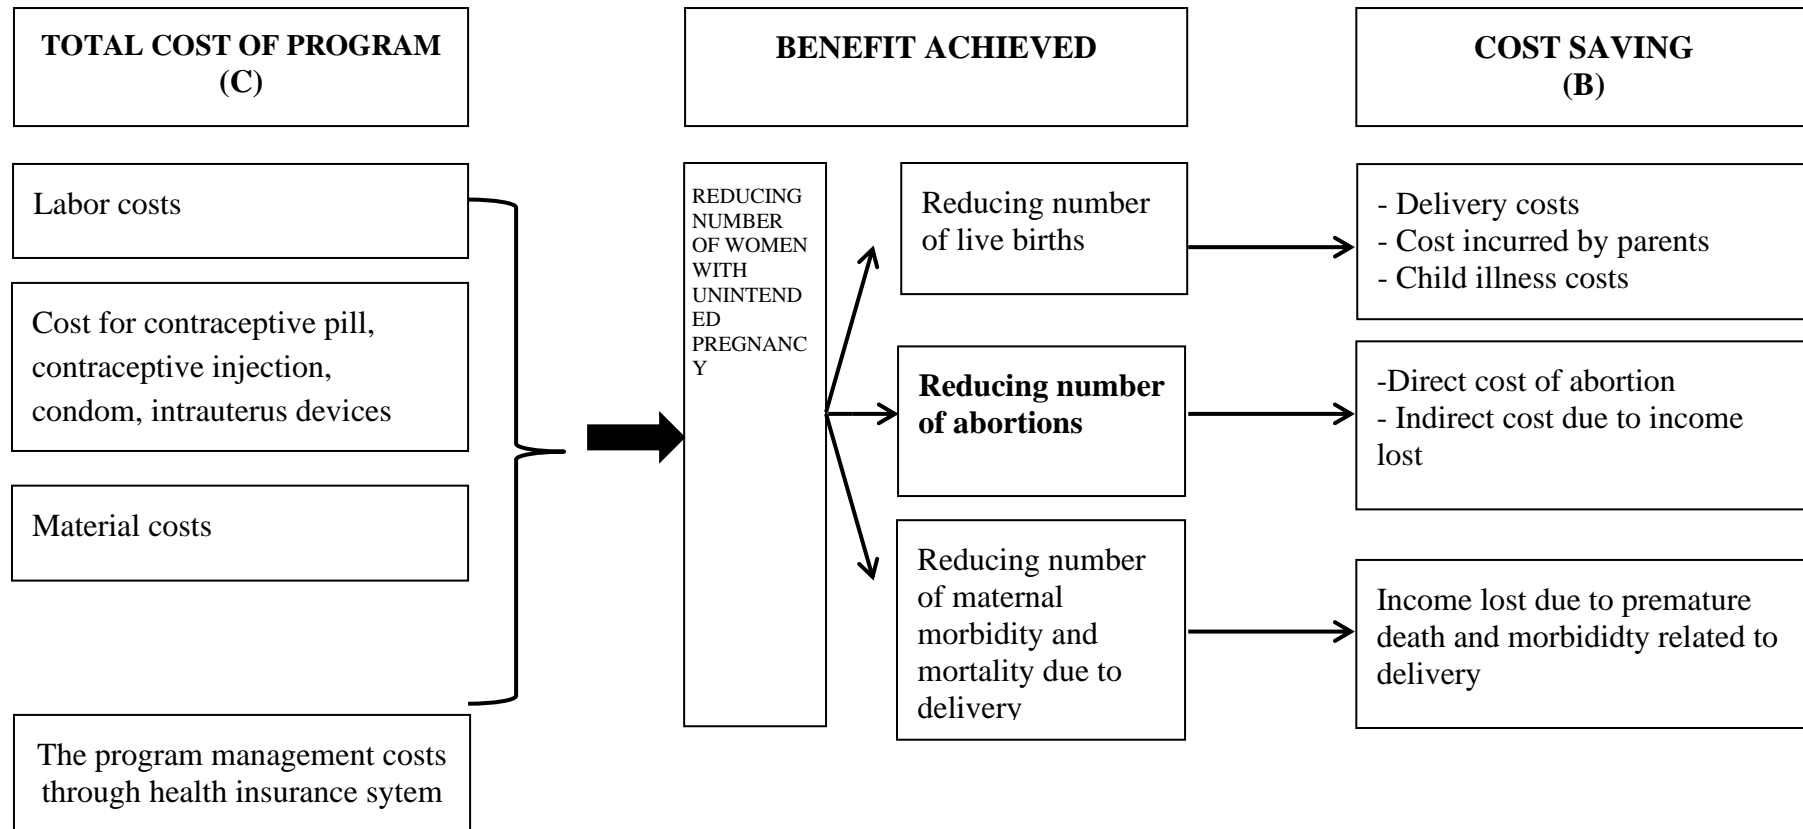 TOTAL COST OF PROGRAM
(C)
BENEFIT ACHIEVED
COST SAVING
(B)
Labor costs
Cost for contraceptive pill,
contraceptive injection,
condom, intrauterus devices
Material costs
The program management costs
through health insurance sytem
REDUCING
NUMBER
OF WOMEN
WITH
UNINTEND
ED
PREGNANC
Y
Reducing number
of live births
Reducing number
of abortions
Reducing number
of maternal
morbidity and
mortality due to
delivery
- Delivery costs
- Cost incurred by parents
- Child illness costs
-Direct cost of abortion
- Indirect cost due to income
lost
Income lost due to premature
death and morbididty related to
delivery